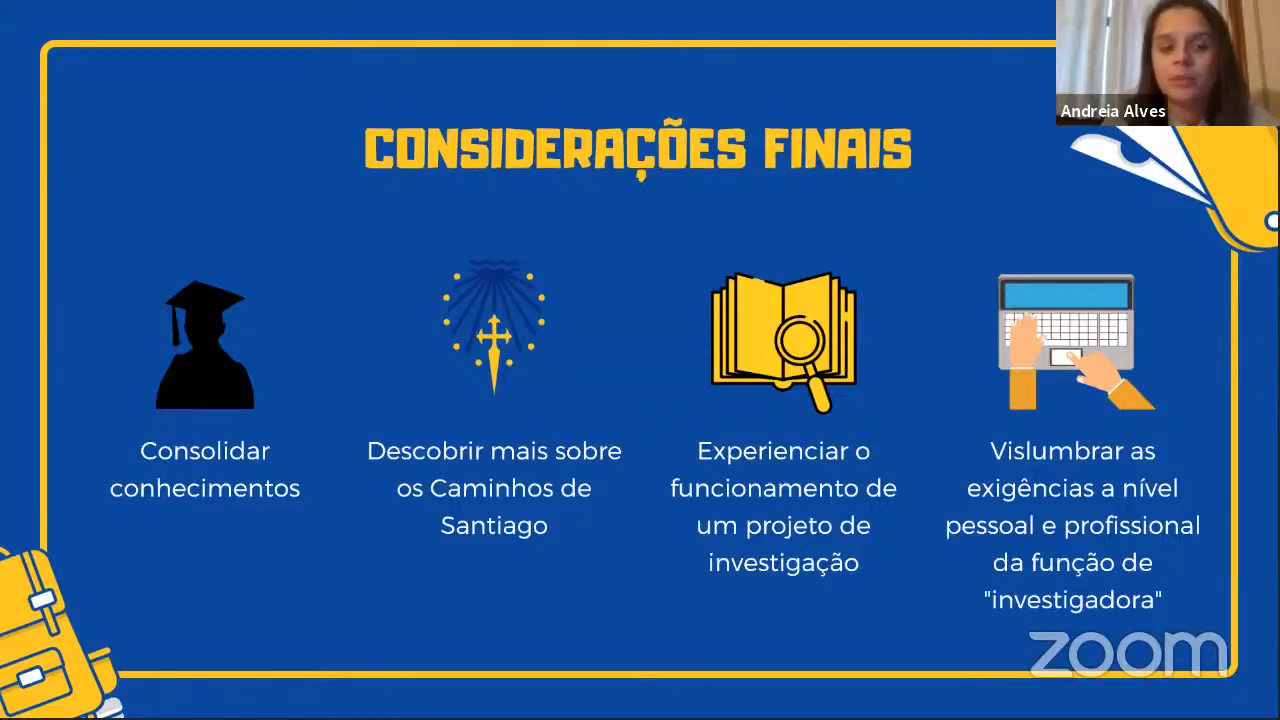 Andreia Alves
CONSIDERAÇÕES FINAIS
Consolidar
conhecimentos
Descobrir mais sobre
os Caminhos de
Santiago
Experienciar o
funcionamento de
um projeto de
investigação
Vislumbrar as
exigências a nível
pessoal e profissional
da função de
"investigadora"
zoom